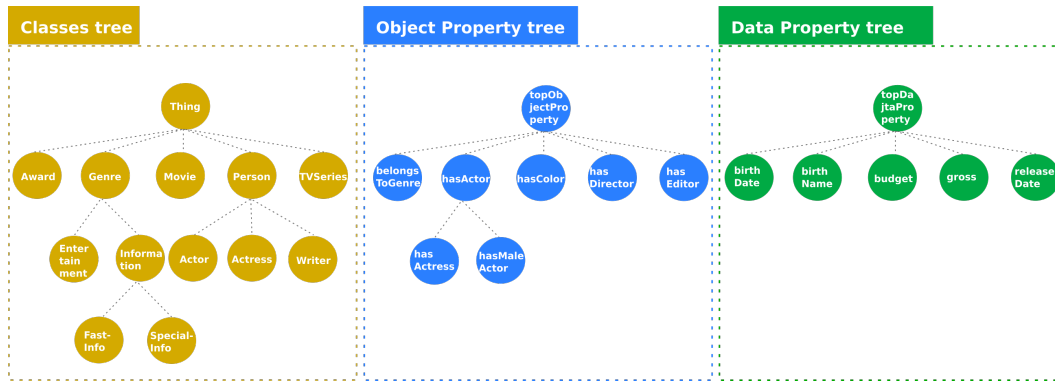 Classes tree
Object Property tree
Data Property tree
Thing
Award
Genre
Movie
Person
TVSeries
Enter
tain
ment
Informa
tion
Actor
Actress
Writer
Fast-
Info
Special-
Info
topOb
jectPro
perty
belongs
ToGenre
hasActor
hasColor
has
Director
has
Editor
has
Actress
hasMale
Actor
topDa
jtaPro
perty
birth
Date
birth
Name
budget
gross
release
Date